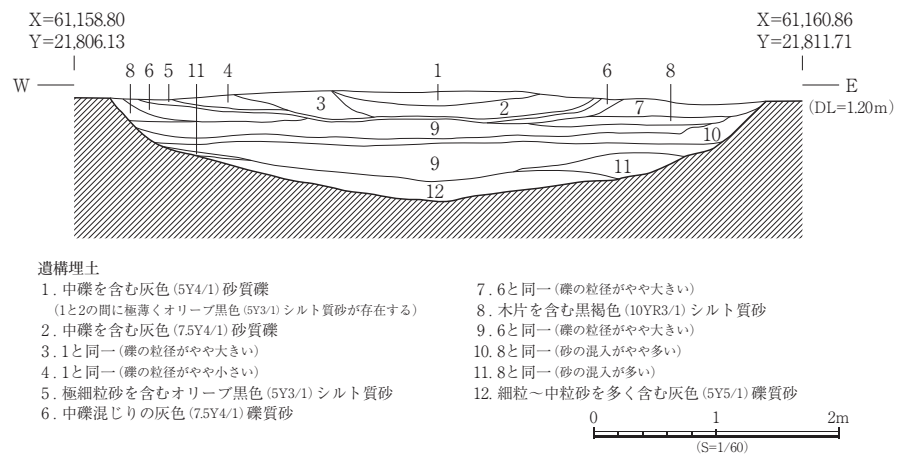 X=61,158.80
Y=21,806.13
X=61,160.86
Y=21,811.71
W
8 6 5 11 4 1 6 8
E
(DL=1.20m)
3 2 7
9
10
9
11
12
遺構埋土
1. 中礫を含む灰色(5Y4/1)砂質礫
(1と2の間に極薄くオリーブ黒色(5Y3/1)シルト質砂が存在する)
2. 中礫を含む灰色(7.5Y4/1)砂質礫
3. 1と同一(礫の粒径がやや大きい)
4. 1と同一(礫の粒径がやや小さい)
5. 極細粒砂を含むオリーブ黒色(5Y3/1)シルト質砂
6. 中礫混じりの灰色(7.5Y4/1)礫質砂
7. 6と同一(礫の粒径がやや大きい)
8. 木片を含む黒褐色(10YR3/1)シルト質砂
9. 6と同一(礫の粒径がやや大きい)
10. 8と同一(砂の混入がやや多い)
11. 8と同一(砂の混入が多い)
12. 細粒～中粒砂を多く含む灰色(5Y5/1)礫質砂
0 1 2m
(S=1/60)